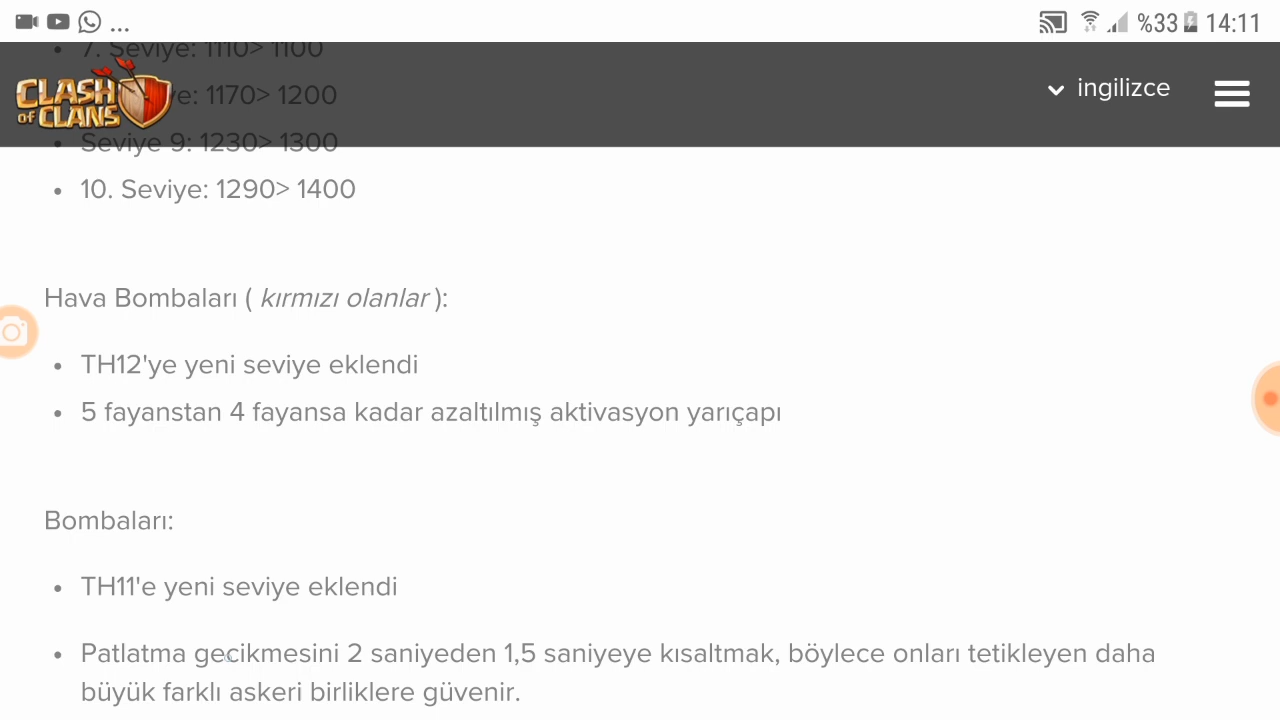 ... %33 14:11
7. Seviye: 1110> 1100
CLASH
OF CLANS
ye: 1170> 1200
ingilizce
Seviye 9: 1230> 1300
10. Seviye: 1290> 1400
Hava Bombaları ( kırmızı olanlar ):
TH12'ye yeni seviye eklendi
5 fayanstan 4 fayansa kadar azaltılmış aktivasyon yarıçapı
Bombaları:
TH11'e yeni seviye eklendi
Patlatma gecikmesini 2 saniyeden 1,5 saniyeye kısaltmak, böylece onları tetikleyen daha
büyük farklı askeri birliklere güvenir.